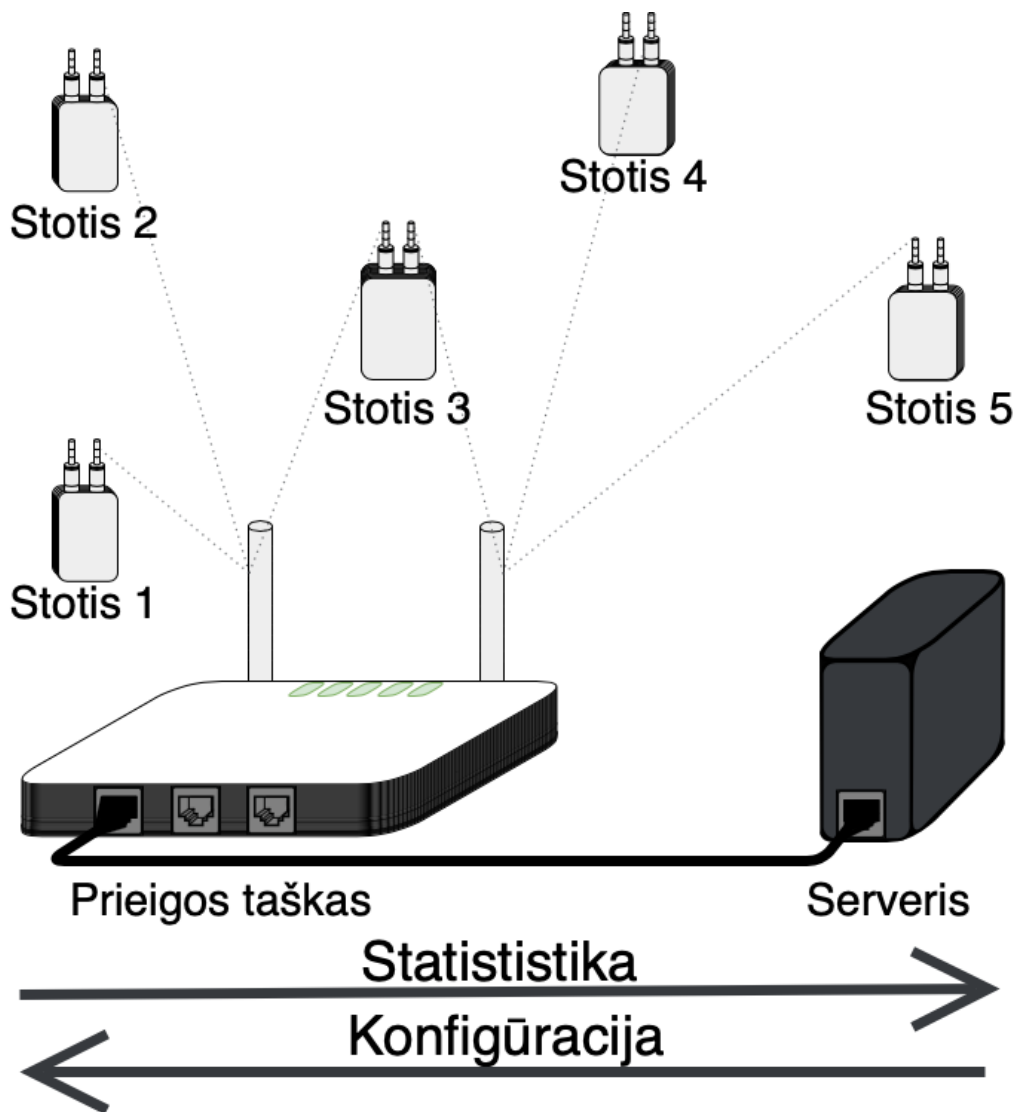 Stotis 4
Stotis 2
Stotis 3
Stotis 5
Stotis 1
Prieigos taškas
Serveris
Statististika
Konfigūracija